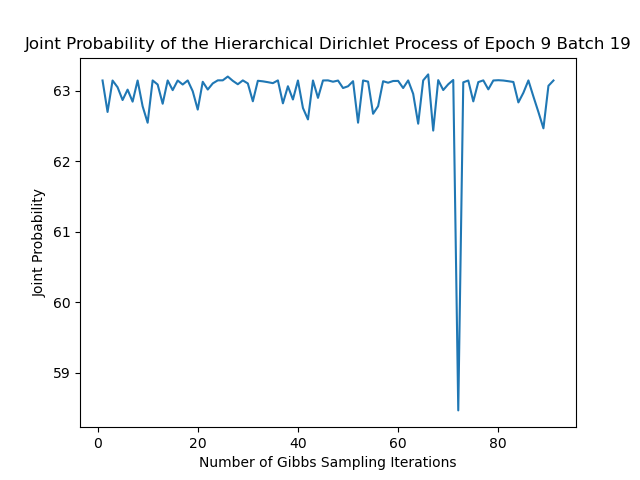 Joint Probability of the Hierarchical Dirichlet Process of Epoch 9 Batch 19
63
62
61
60
59
Joint Probability
0 20 40 60 80
Number of Gibbs Sampling Iterations